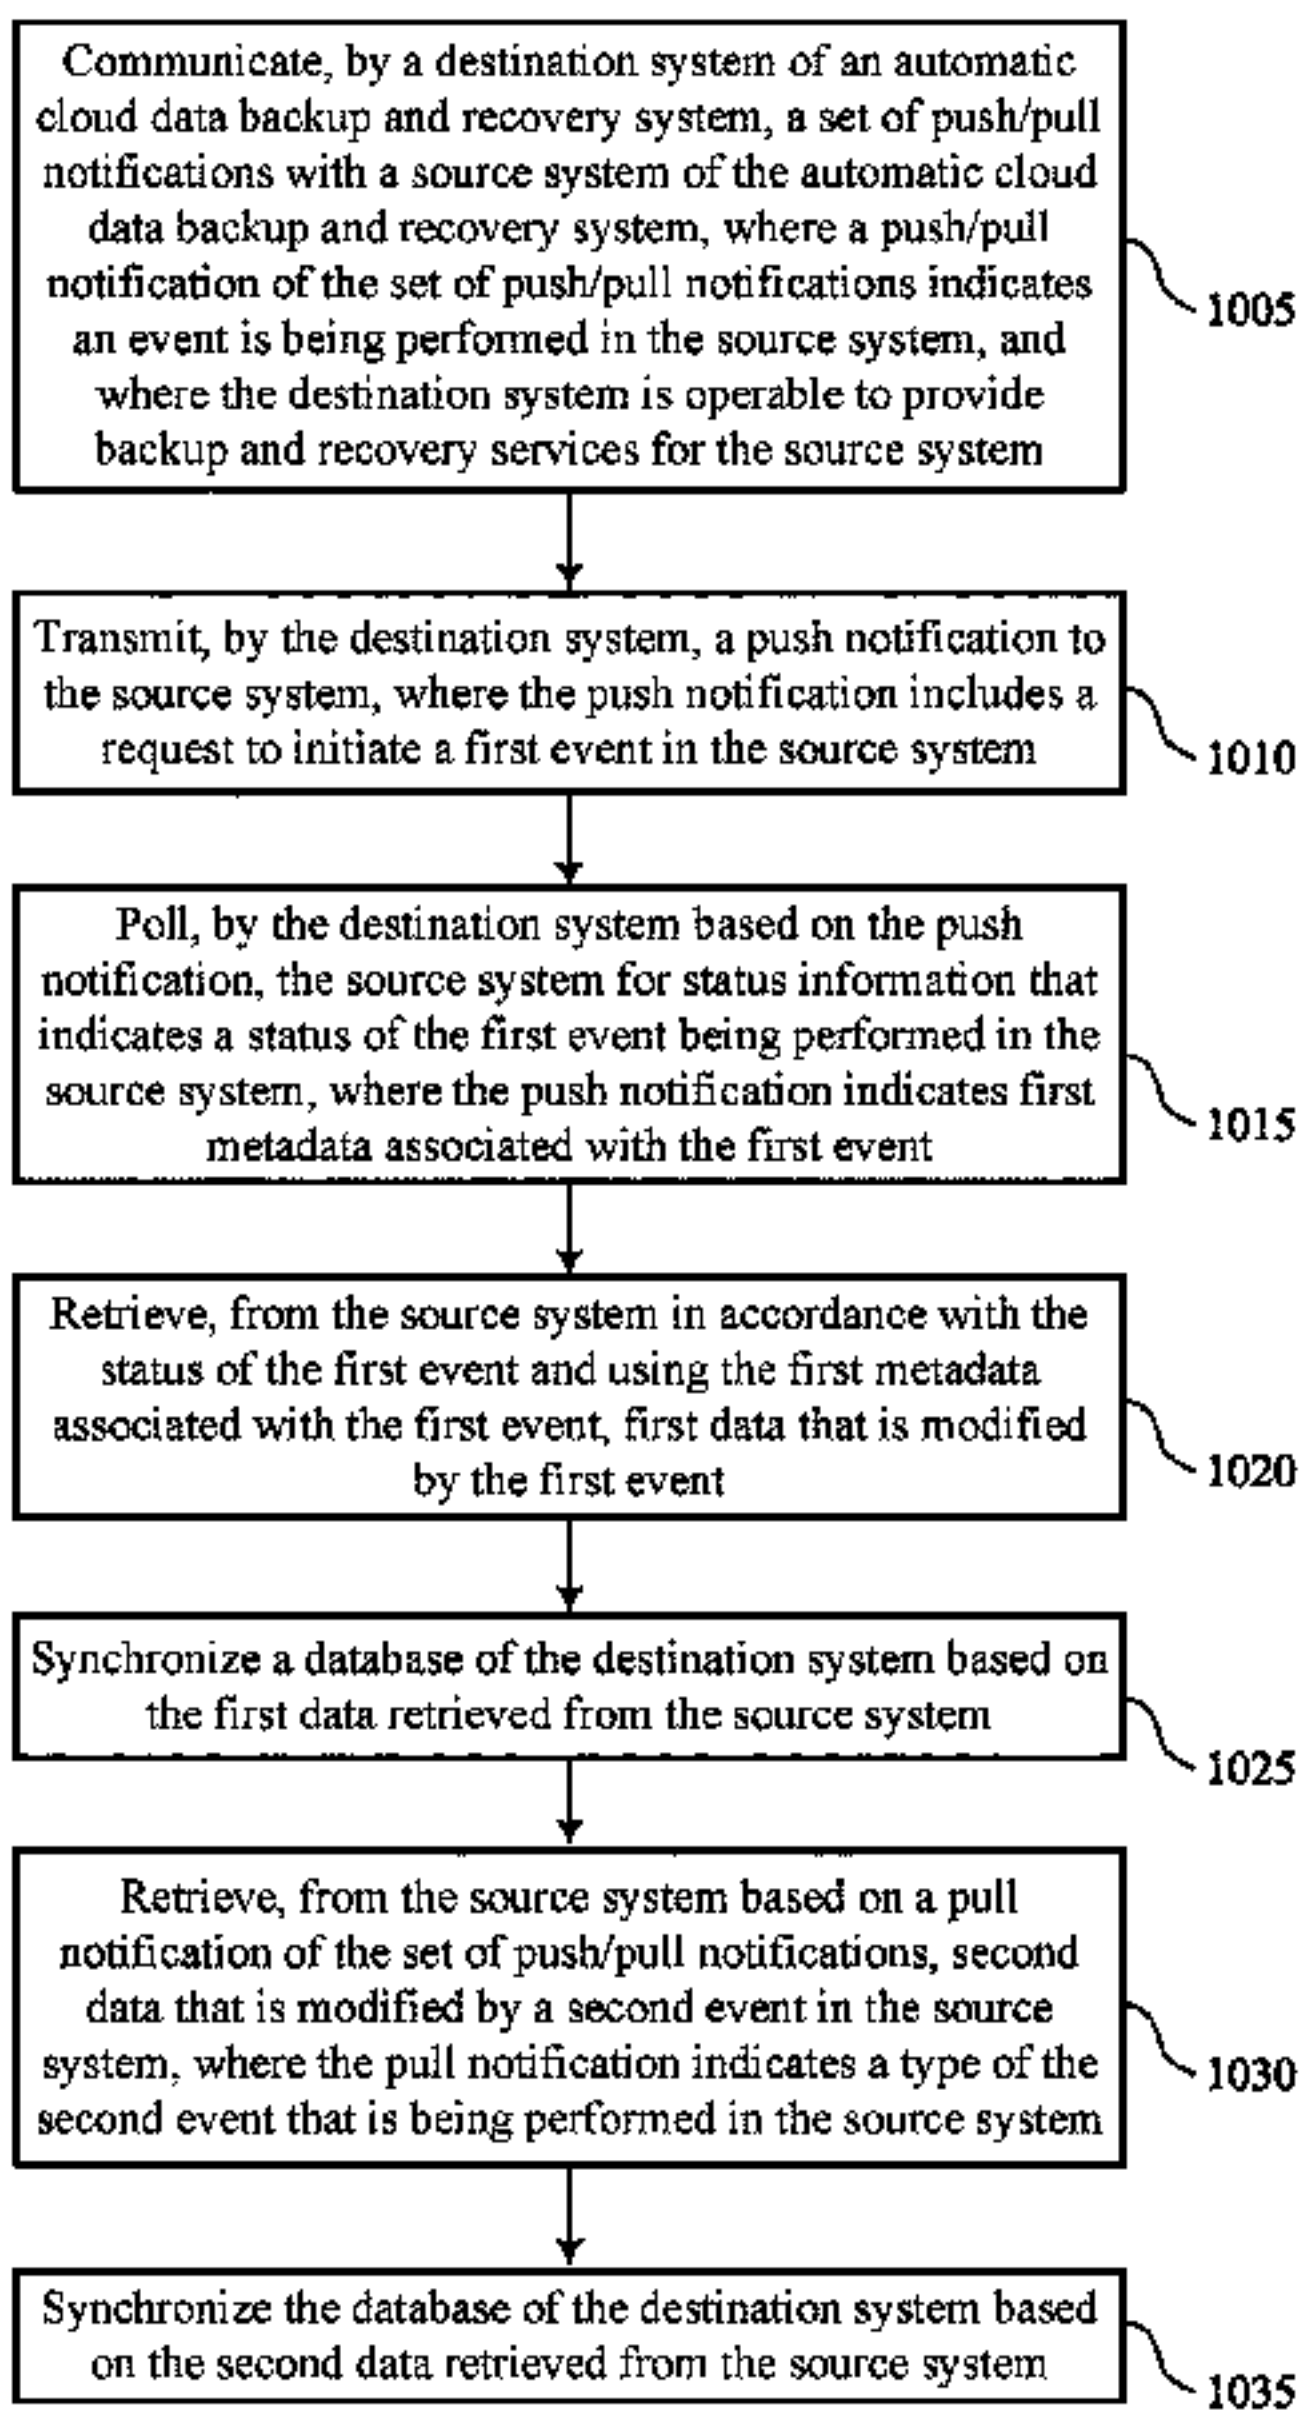 Communicate, by a destination system of an automatic
cloud data backup and recovery system, a set of push/pull
notifications with a source system of the automatic cloud
data backup and recovery system, where a push/pull
notification of the set of push/pull notifications indicates
an event is being performed in the source system, and
where the destination system is operable to provide
backup and recovery services for the source system
1005
Transmit, by the destination system, a push notification to
the source system, where the push notification includes a
request to initiate a first event in the source system
1010
Poll, by the destination system based on the push
notification, the source system for status information that
indicates a status of the first event being performed in the
source system, where the push notification indicates first
metadata associated with the first event
1015
Retrieve, from the source system in accordance with the
status of the first event and using the first metadata
associated with the first event, first data that is modified
by the first event
1020
Synchronize a database of the destination system based on
the first data retrieved from the source system
1025
Retrieve, from the source system based on a pull
notification of the set of push/pull notifications, second
data that is modified by a second event in the source
system, where the pull notification indicates a type of the
second event that is being performed in the source system
1030
Synchronize the database of the destination system based
on the second data retrieved from the source system
1035